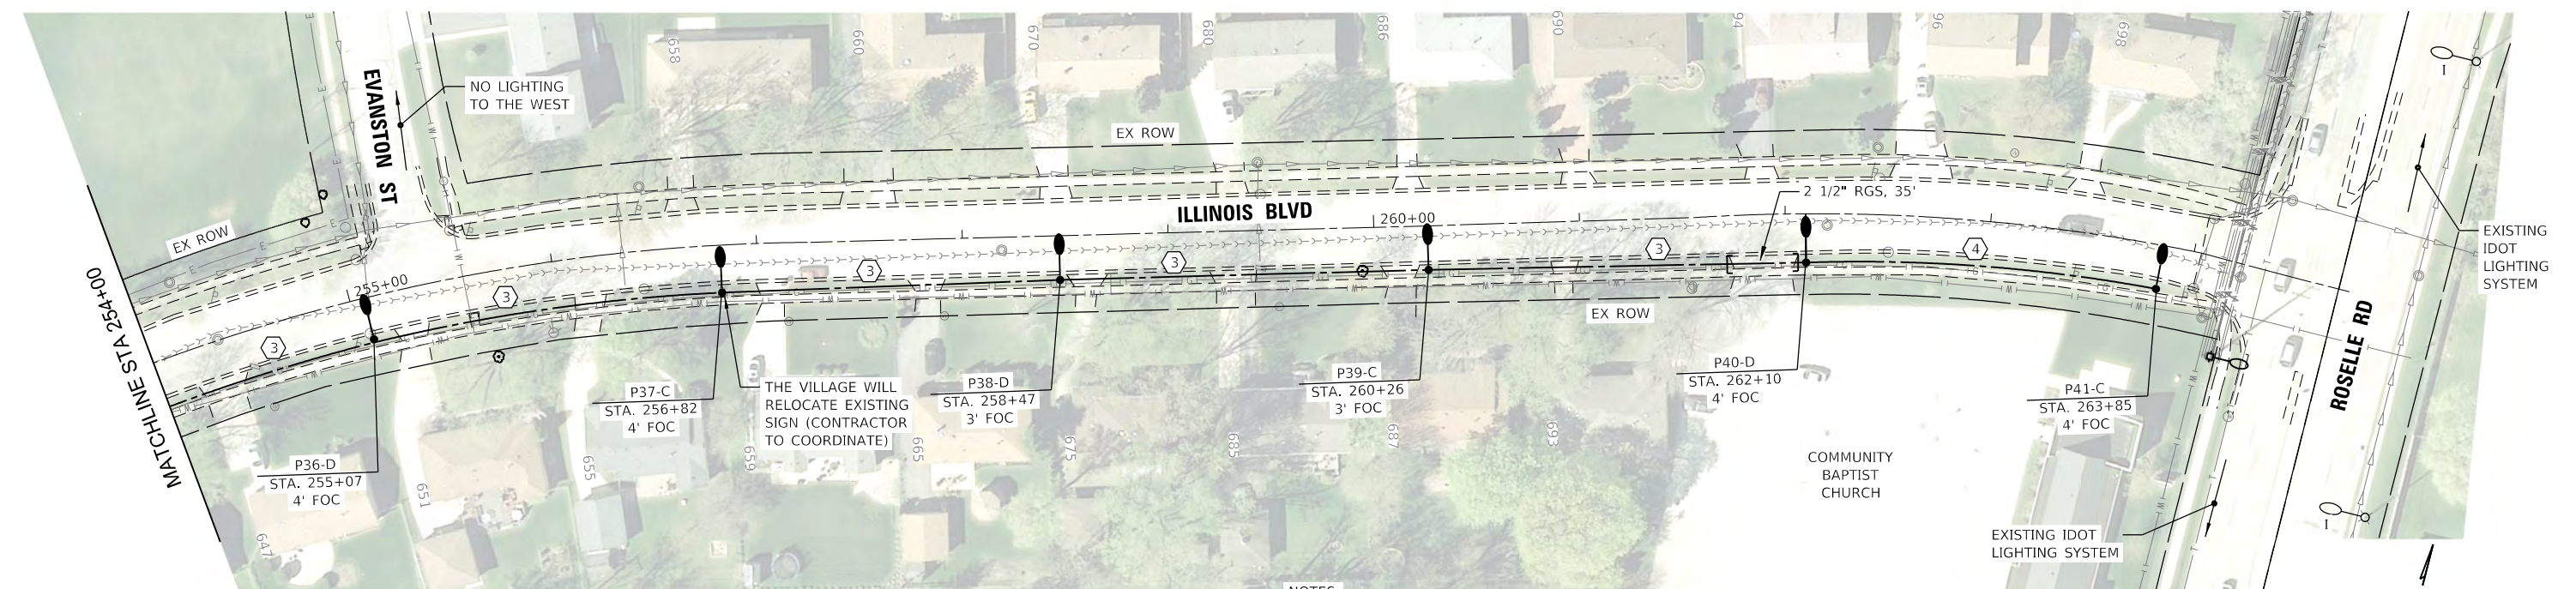 658
660
670
680
686
690
94
96
698
EVANSTON ST
NO LIGHTING
TO THE WEST
EX ROW
EX ROW
ILLINOIS BLVD
260+00
2 1/2" RGS, 35'
EXISTING
IDOT
LIGHTING
SYSTEM
255+00
3
3
3
3
3
4
EX ROW
MATCHLINE STA 254+00
ROSELLE RD
P36-D
STA. 255+07
4' FOC
P37-C
STA. 256+82
4' FOC
THE VILLAGE WILL
RELOCATE EXISTING
SIGN (CONTRACTOR
TO COORDINATE)
P38-D
STA. 258+47
3' FOC
P39-C
STA. 260+26
3' FOC
P40-D
STA. 262+10
4' FOC
P41-C
STA. 263+85
4' FOC
647
651
655
659
665
675
685
687
693
COMMUNITY
BAPTIST
CHURCH
EXISTING IDOT
LIGHTING SYSTEM
I
I
NOTES